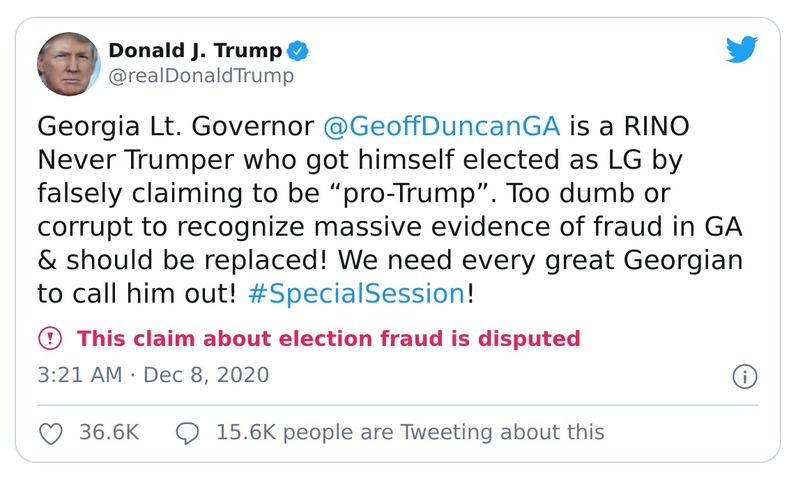 Donald J. Trump
@realDonaldTrump
Georgia Lt. Governor @GeoffDuncanGA is a RINO
Never Trumper who got himself elected as LG by
falsely claiming to be “pro-Trump”. Too dumb or
corrupt to recognize massive evidence of fraud in GA
& should be replaced! We need every great Georgian
to call him out! #SpecialSession!
This claim about election fraud is disputed
3:21 AM · Dec 8, 2020
36.6K 15.6K people are Tweeting about this